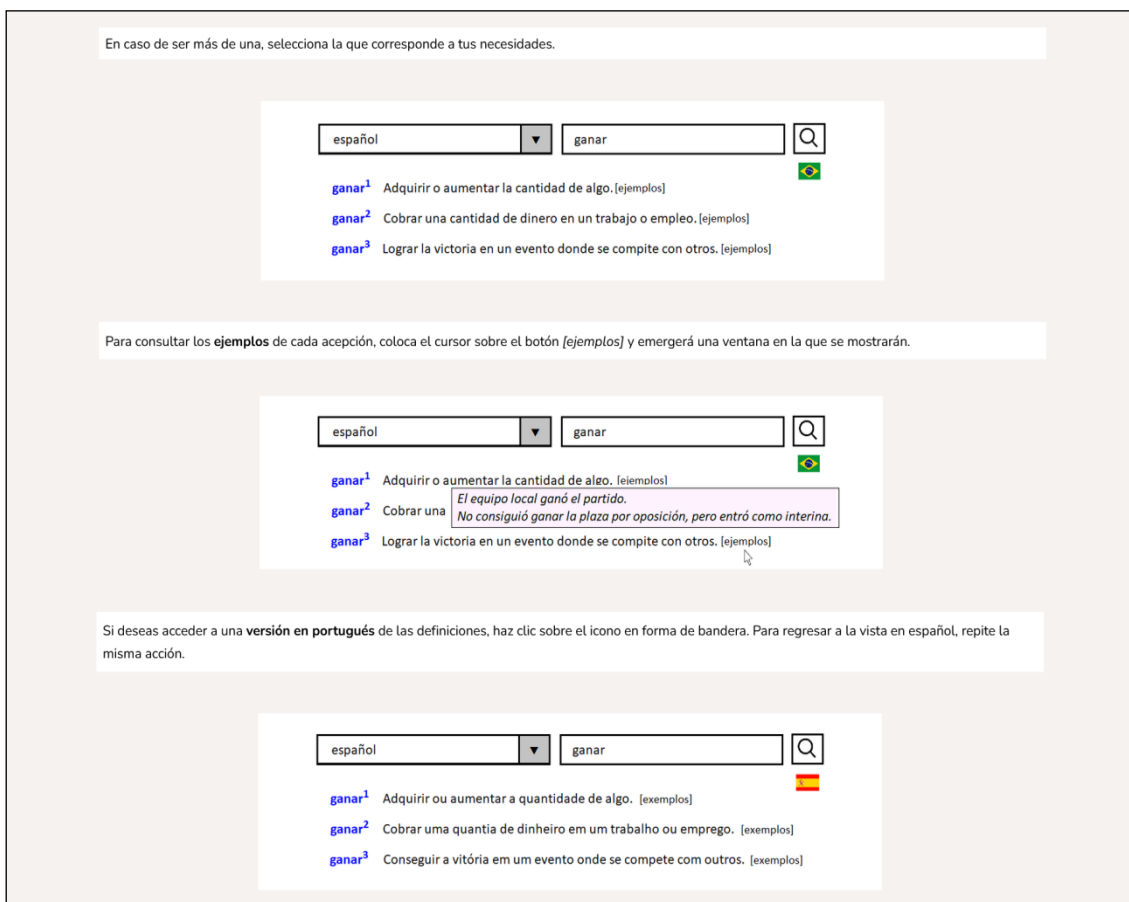 En caso de ser más de una, selecciona la que corresponde a tus necesidades.
español ▼ ganar
ganar¹ Adquirir o aumentar la cantidad de algo. [ejemplos]
ganar² Cobrar una cantidad de dinero en un trabajo o empleo. [ejemplos]
ganar³ Lograr la victoria en un evento donde se compite con otros. [ejemplos]
Para consultar los ejemplos de cada acepción, coloca el cursor sobre el botón [ejemplos] y emergerá una ventana en la que se mostrarán.
español ▼ ganar
ganar¹ Adquirir o aumentar la cantidad de algo. [ejemplos]
El equipo local ganó el partido.
ganar² Cobrar una
No consiguió ganar la plaza por oposición, pero entró como interina.
ganar³ Lograr la victoria en un evento donde se compite con otros. [ejemplos]
Si deseas acceder a una versión en portugués de las definiciones, haz clic sobre el icono en forma de bandera. Para regresar a la vista en español, repite la
misma acción.
español ▼ ganar
ganar¹ Adquirir ou aumentar a quantidade de algo. [exemplos]
ganar² Cobrar uma quantia de dinheiro em um trabalho ou emprego. [exemplos]
ganar³ Conseguir a vitória em um evento onde se compete com outros. [exemplos]